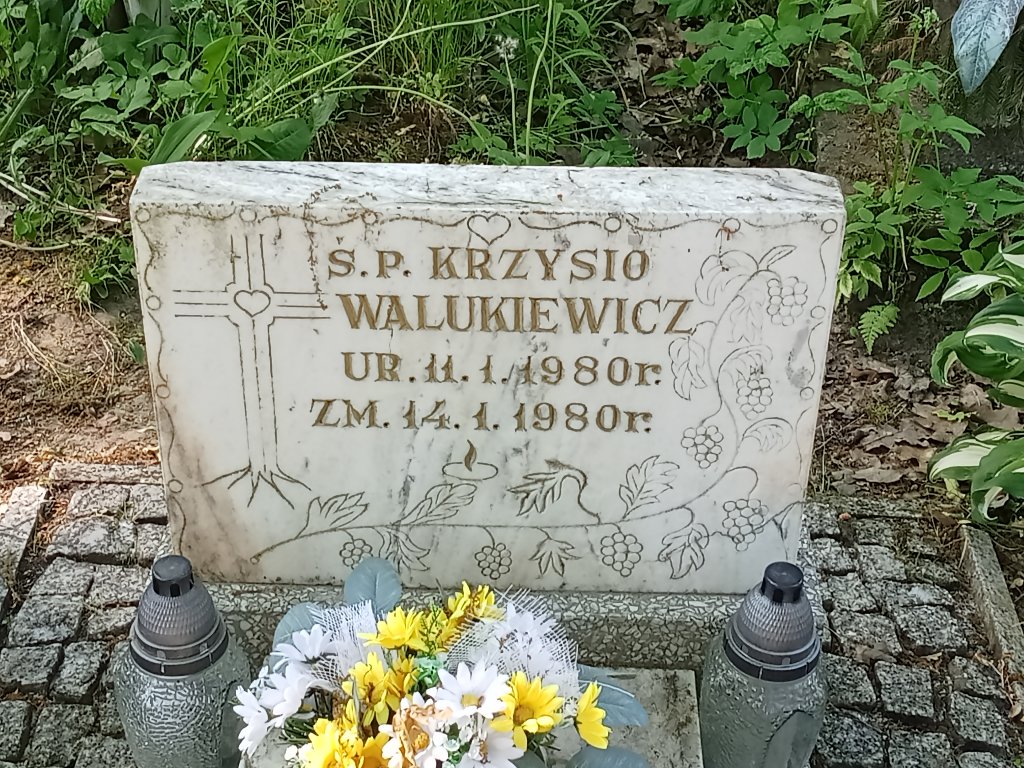 Ś.P. KRZYSIO
WALUKIEWICZ
UR. 11.1.1980r.
ZM. 14.1.1980r.